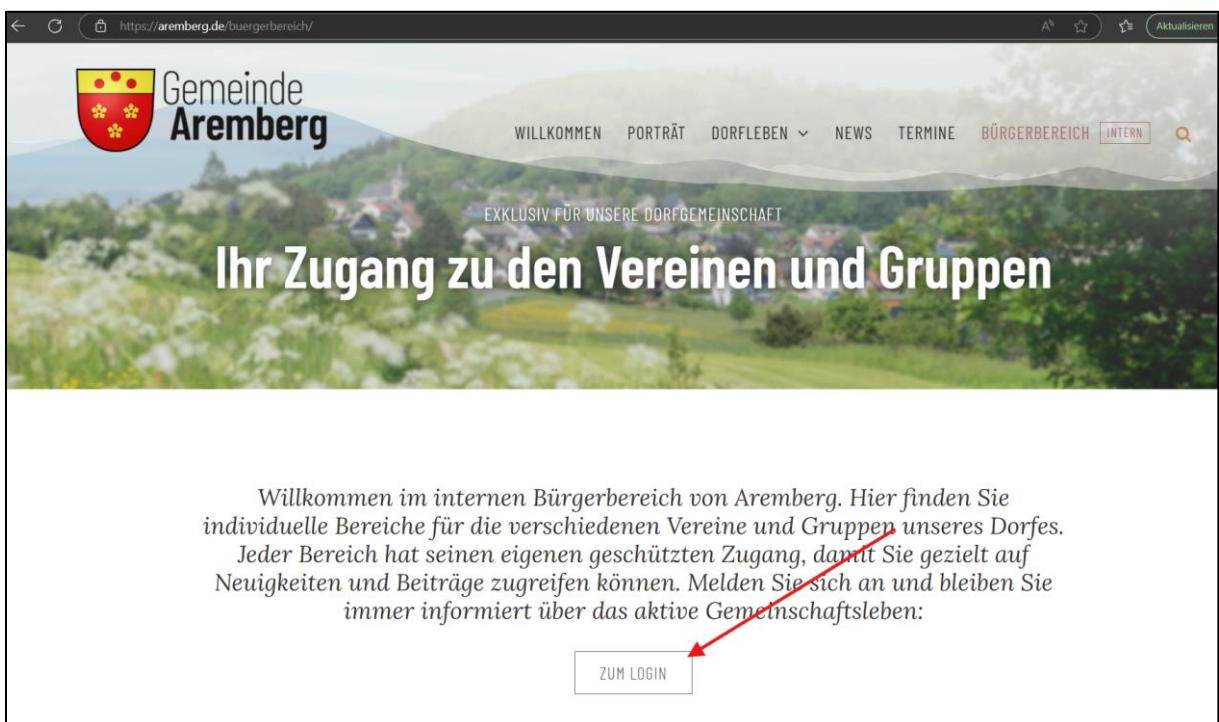 https://aremberg.de/buergerbereich/
Aktualisieren
Gemeinde
Aremberg
WILLKOMMEN PORTRÄT DORFLEBEN NEWS TERMINE BÜRGERBEREICH INTERN
EXKLUSIV FÜR UNSERE DORFGEMEINSCHAFT
Ihr Zugang zu den Vereinen und Gruppen
Willkommen im internen Bürgerbereich von Aremberg. Hier finden Sie
individuelle Bereiche für die verschiedenen Vereine und Gruppen unseres Dorfes.
Jeder Bereich hat seinen eigenen geschützten Zugang, damit Sie gezielt auf
Neuigkeiten und Beiträge zugreifen können. Melden Sie sich an und bleiben Sie
immer informiert über das aktive Gemeinschaftsleben:
ZUM LOGIN